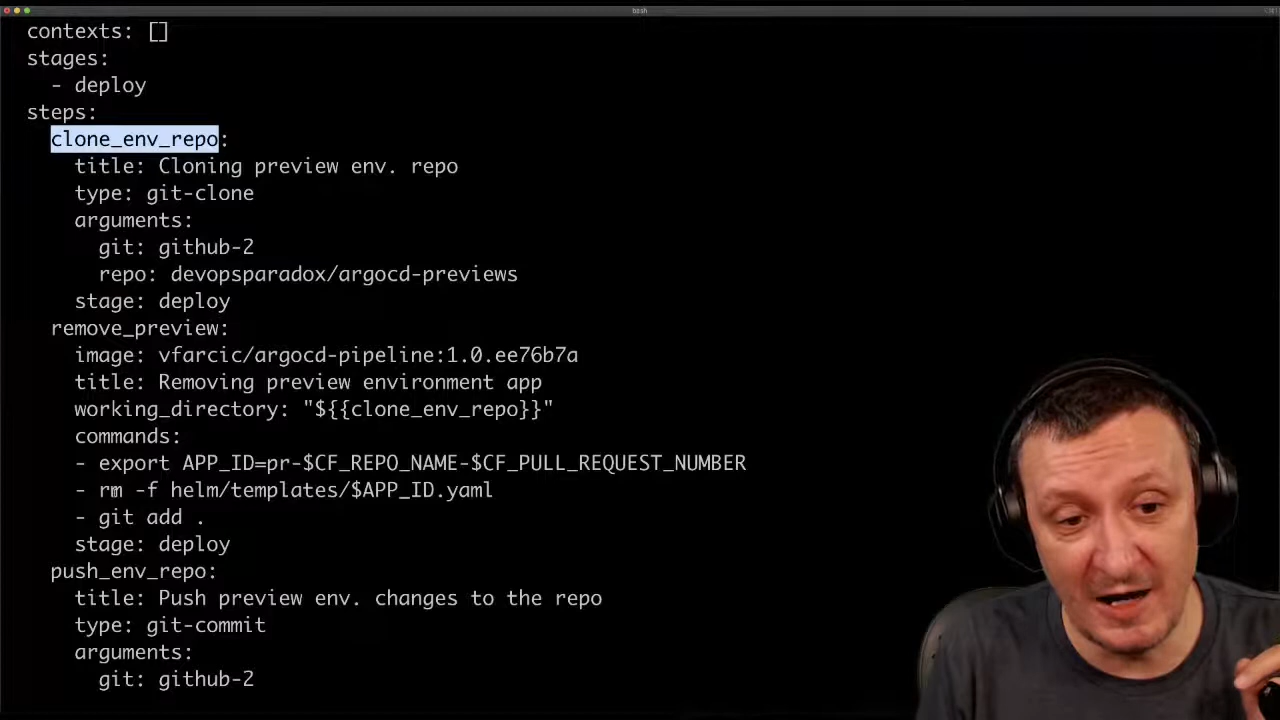 bash
contexts: []
stages:
- deploy
steps:
clone_env_repo:
title: Cloning preview env. repo
type: git-clone
arguments:
git: github-2
repo: devopsparadox/argocd-previews
stage: deploy
remove_preview:
image: vfarcic/argocd-pipeline:1.0.ee76b7a
title: Removing preview environment app
working_directory: "${{clone_env_repo}}"
commands:
- export APP_ID=pr-$CF_REPO_NAME-$CF_PULL_REQUEST_NUMBER
- rm -f helm/templates/$APP_ID.yaml
- git add .
stage: deploy
push_env_repo:
title: Push preview env. changes to the repo
type: git-commit
arguments:
git: github-2